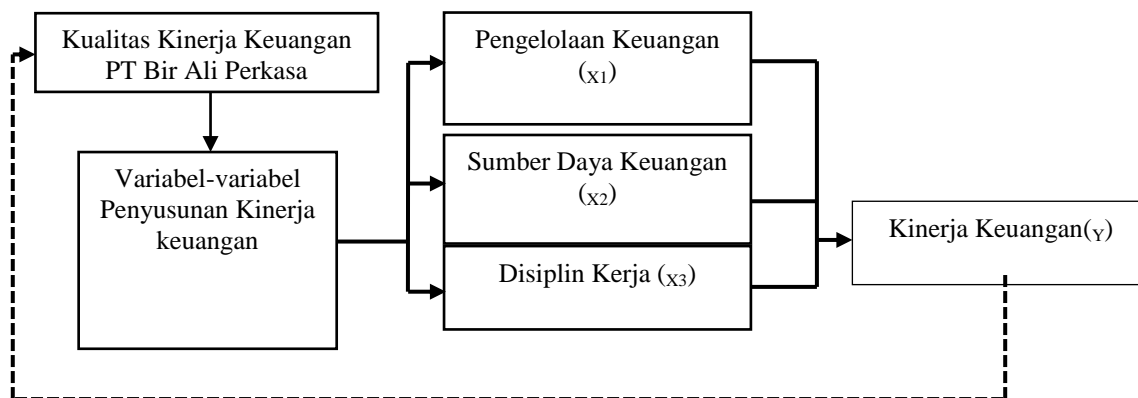 Kualitas Kinerja Keuangan
PT Bir Ali Perkasa
Variabel-variabel
Penyusunan Kinerja
keuangan
Pengelolaan Keuangan
(X1)
Sumber Daya Keuangan
(X2)
Disiplin Kerja (X3)
Kinerja Keuangan(Y)